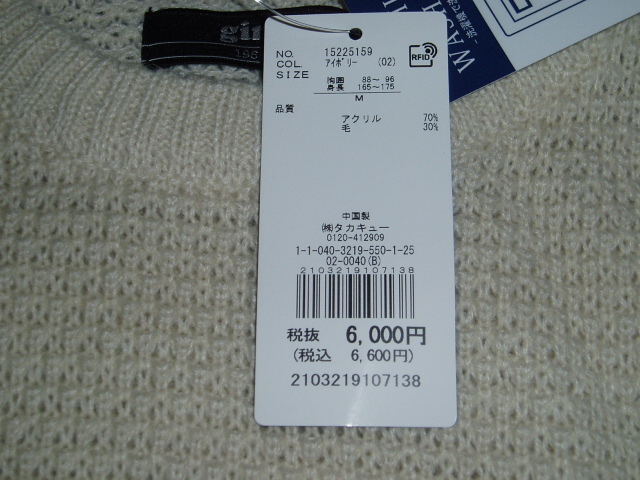 NO. 15225159
COL. アイボリー (02)
SIZE
胸囲 88～ 96
身長 165～175
M
RFID
品質
アクリル 70%
毛 30%
中国製
㈱タカキュー
0120-412909
1-1-040-3219-550-1-25
02-0040(B)
2103219107138
税抜 6,000円
(税込 6,600円)
2103219107138
WASH